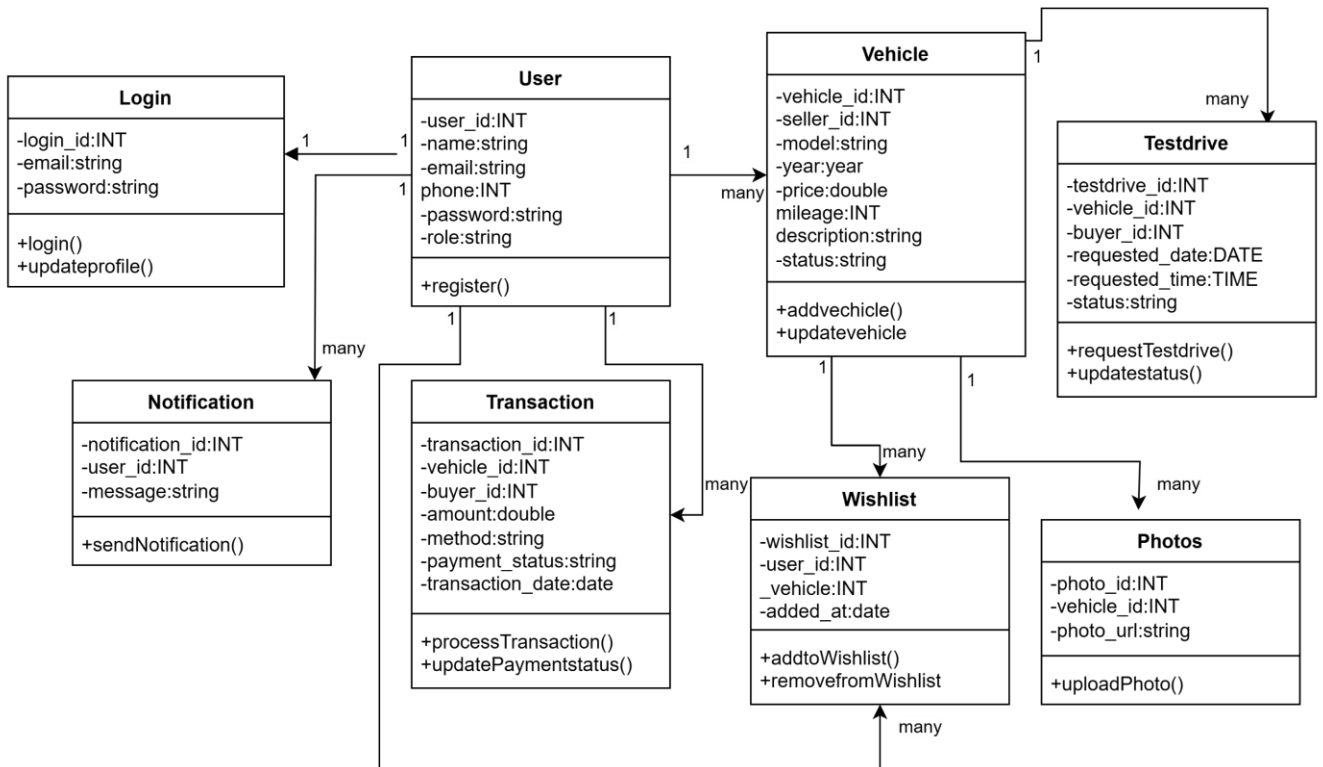 Login
-login_id:INT
-email:string
-password:string
+login()
+updateprofile()
1
1
1
User
-user_id:INT
-name:string
-email:string
phone:INT
-password:string
-role:string
+register()
1
1
1
many
Vehicle
-vehicle_id:INT
-seller_id:INT
-model:string
-year:year
-price:double
mileage:INT
description:string
-status:string
+addvechicle()
+updatevehicle
1
1
1
many
Testdrive
-testdrive_id:INT
-vehicle_id:INT
-buyer_id:INT
-requested_date:DATE
-requested_time:TIME
-status:string
+requestTestdrive()
+updatestatus()
many
Notification
-notification_id:INT
-user_id:INT
-message:string
+sendNotification()
Transaction
-transaction_id:INT
-vehicle_id:INT
-buyer_id:INT
-amount:double
-method:string
-payment_status:string
-transaction_date:date
+processTransaction()
+updatePaymentstatus()
many
many
Wishlist
-wishlist_id:INT
-user_id:INT
_vehicle:INT
-added_at:date
+addtoWishlist()
+removefromWishlist
many
many
Photos
-photo_id:INT
-vehicle_id:INT
-photo_url:string
+uploadPhoto()